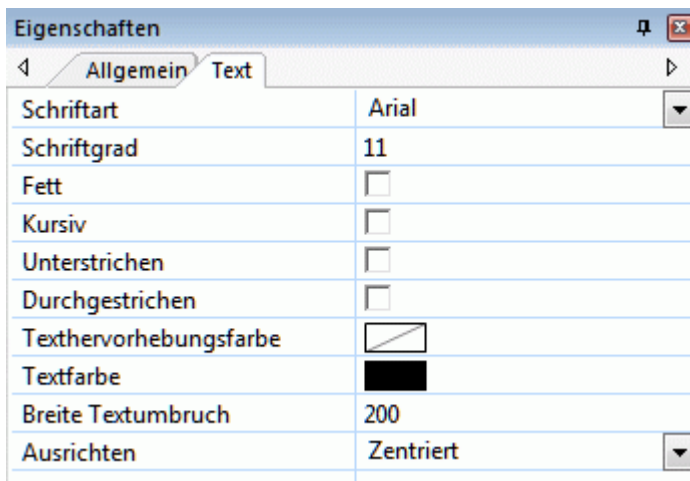 Eigenschaften
Allgemein Text
Schriftart Arial
Schriftgrad 11
Fett
Kursiv
Unterstrichen
Durchgestrichen
Texthervorhebungsfarbe
Textfarbe
Breite Textumbruch 200
Ausrichten Zentriert